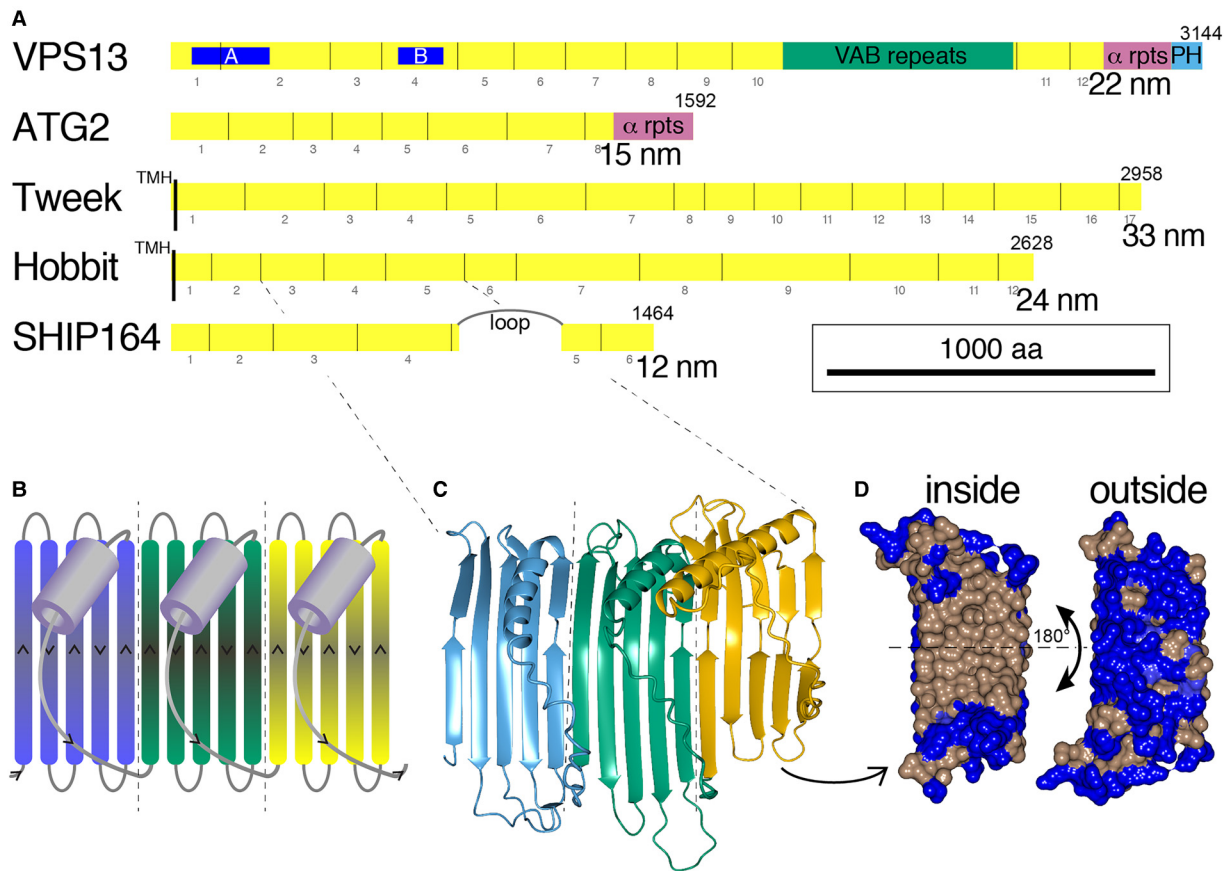 A
VPS13
A
B
VAB repeats
α rpts
PH
3144
1 2 3 4 5 6 7 8 9 10 11 12
22 nm
ATG2
α rpts
1592
1 2 3 4 5 6 7 8
15 nm
Tweek
TMH
2958
1 2 3 4 5 6 7 8 9 10 11 12 13 14 15 16 17
33 nm
Hobbit
TMH
2628
1 2 3 4 5 6 7 8 9 10 11 12
24 nm
SHIP164
loop
1464
1 2 3 4 5 6
12 nm
1000 aa
B
C
D
inside
outside
180°